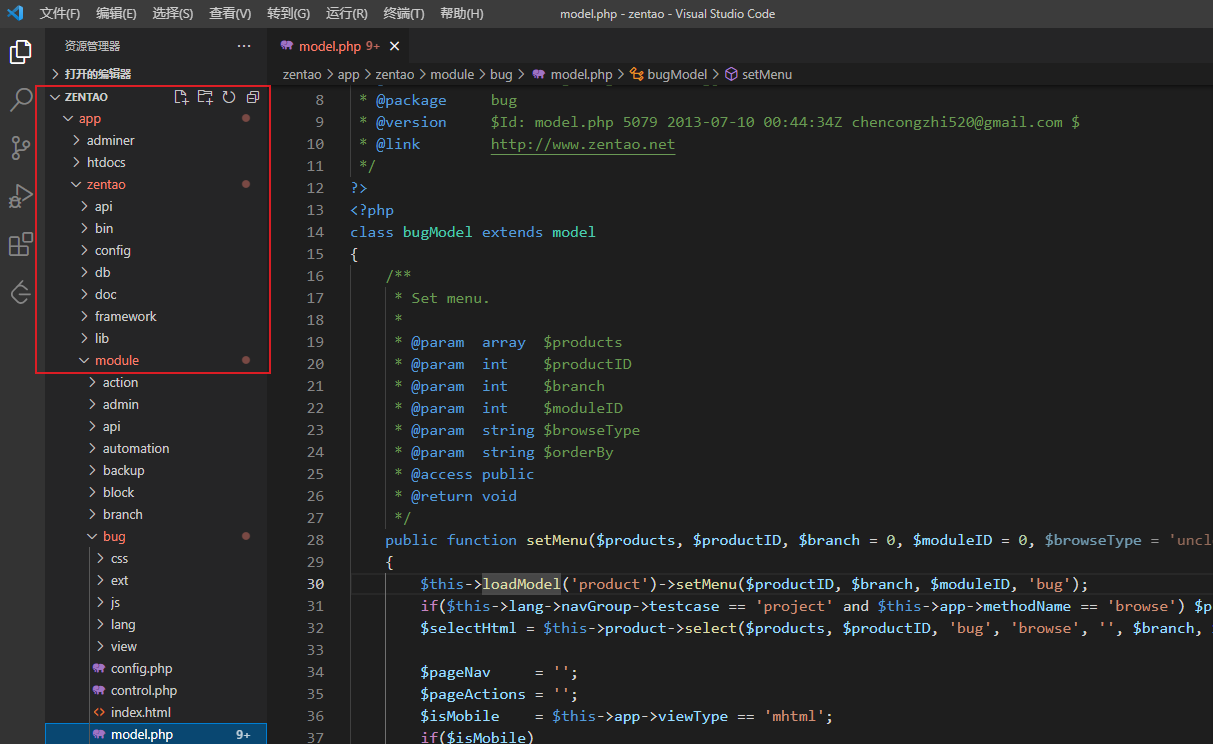 文件(F) 编辑(E) 选择(S) 查看(V) 转到(G) 运行(R) 终端(T) 帮助(H) model.php - zentao - Visual Studio Code
资源管理器 ···
打开的编辑器
ZENTAO
app
adminer
htdocs
zentao
api
bin
config
db
doc
framework
lib
module
action
admin
api
automation
backup
block
branch
bug
css
ext
js
lang
view
config.php
control.php
index.html
model.php 9+
model.php 9+
zentao > app > zentao > module > bug > model.php > bugModel > setMenu
8 * @package bug
9 * @version $Id: model.php 5079 2013-07-10 00:44:34Z chencongzhi520@gmail.com $
10 * @link http://www.zentao.net
11 */
12 ?>
13 <?php
14 class bugModel extends model
15 {
16 /**
17 * Set menu.
18 *
19 * @param array $products
20 * @param int $productID
21 * @param int $branch
22 * @param int $moduleID
23 * @param string $browseType
24 * @param string $orderBy
25 * @access public
26 * @return void
27 */
28 public function setMenu($products, $productID, $branch = 0, $moduleID = 0, $browseType = 'uncl
29 {
30 $this->loadModel('product')->setMenu($productID, $branch, $moduleID, 'bug');
31 if($this->lang->navGroup->testcase == 'project' and $this->app->methodName == 'browse') $p
32 $selectHtml = $this->product->select($products, $productID, 'bug', 'browse', '', $branch,
33
34 $pageNav = '';
35 $pageActions = '';
36 $isMobile = $this->app->viewType == 'mhtml';
37 if($isMobile)